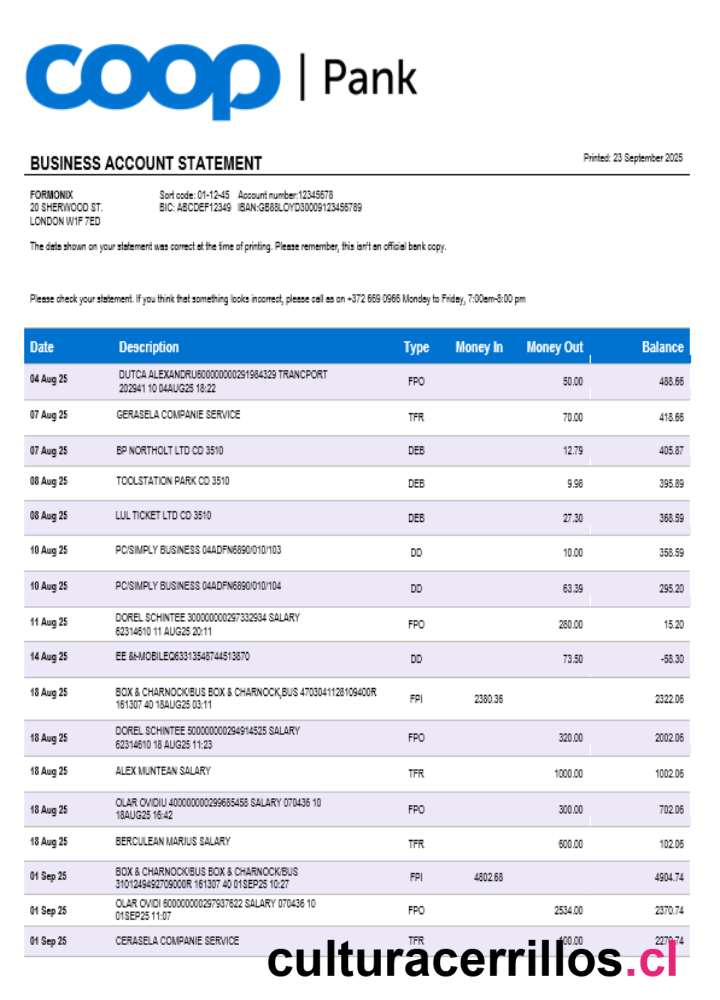 coop | Pank
BUSINESS ACCOUNT STATEMENT
Printed: 23 September 2025
FORMONIX Sort code: 01-12-45 Account number:12345678
20 SHERWOOD ST. BIC: ABCDEF12349 IBAN:GB88LOYD30009123456789
LONDON W1F 7ED
The data shown on your statement was correct at the time of printing. Please remember, this isn't an official bank copy.
Please check your statement. If you think that something looks incorrect, please call as on +372 669 0966 Monday to Friday, 7:00am-8:00 pm
Date Description Type Money In Money Out Balance
04 Aug 25 DUTCA ALEXANDRU600000000291984329 TRANCPORT
202941 10 04AUG25 18:22 FPO 50.00 488.66
07 Aug 25 GERASELA COMPANIE SERVICE TFR 70.00 418.66
07 Aug 25 BP NORTHOLT LTD CD 3510 DEB 12.79 405.87
08 Aug 25 TOOLSTATION PARK CD 3510 DEB 9.98 395.89
08 Aug 25 LUL TICKET LTD CD 3510 DEB 27.30 368.59
10 Aug 25 PC/SIMPLY BUSINESS 04ADFN6890/010/103 DD 10.00 358.59
10 Aug 25 PC/SIMPLY BUSINESS 04ADFN6890/010/104 DD 63.39 295.20
11 Aug 25 DOREL SCHINTEE 300000000297332934 SALARY
62314610 11 AUG25 20:11 FPO 280.00 15.20
14 Aug 25 EE &t-MOBILEQ63313548744513870 DD 73.50 -58.30
18 Aug 25 BOX & CHARNOCK/BUS BOX & CHARNOCK,BUS 4703041128109400R
161307 40 18AUG25 03:11 FPI 2380.36 2322.06
18 Aug 25 DOREL SCHINTEE 500000000294914525 SALARY
62314610 18 AUG25 11:23 FPO 320.00 2002.06
18 Aug 25 ALEX MUNTEAN SALARY TFR 1000.00 1002.06
18 Aug 25 OLAR OVIDIU 400000000299685458 SALARY 070436 10
18AUG25 16:42 FPO 300.00 702.06
18 Aug 25 BERCULEAN MARIUS SALARY TFR 600.00 102.06
01 Sep 25 BOX & CHARNOCK/BUS BOX & CHARNOCK/BUS
3101249492709000R 161307 40 01SEP25 10:27 FPI 4802.68 4904.74
01 Sep 25 OLAR OVIDI 600000000297937622 SALARY 070436 10
01SEP25 11:07 FPO 2534.00 2370.74
01 Sep 25 CERASELA COMPANIE SERVICE TFR 100.00 2270.74
culturacerrillos.cl